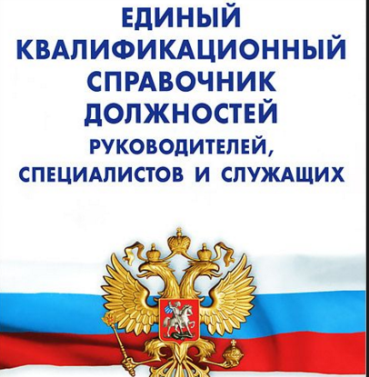 ЕДИНЫЙ
КВАЛИФИКАЦИОННЫЙ
СПРАВОЧНИК
ДОЛЖНОСТЕЙ
РУКОВОДИТЕЛЕЙ,
СПЕЦИАЛИСТОВ И СЛУЖАЩИХ